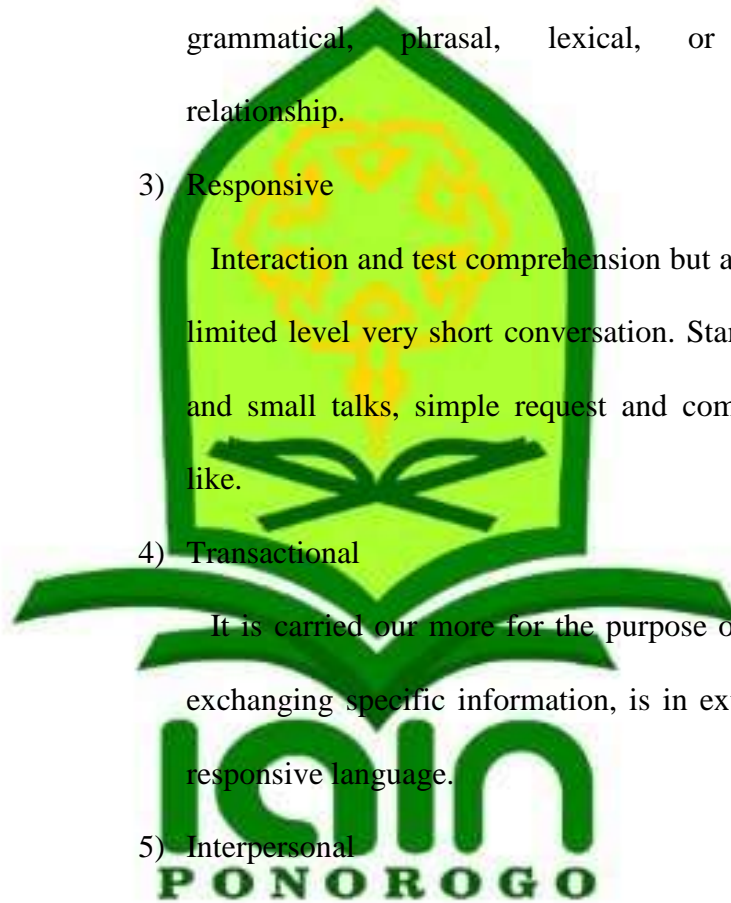 grammatical, phrasal, lexical, or
relationship.
3) Responsive
Interaction and test comprehension but a
limited level very short conversation. Star
and small talks, simple request and com
like.
4) Transactional
It is carried our more for the purpose o
exchanging specific information, is in ex
responsive language.
5) Interpersonal
iain
PONOROGO